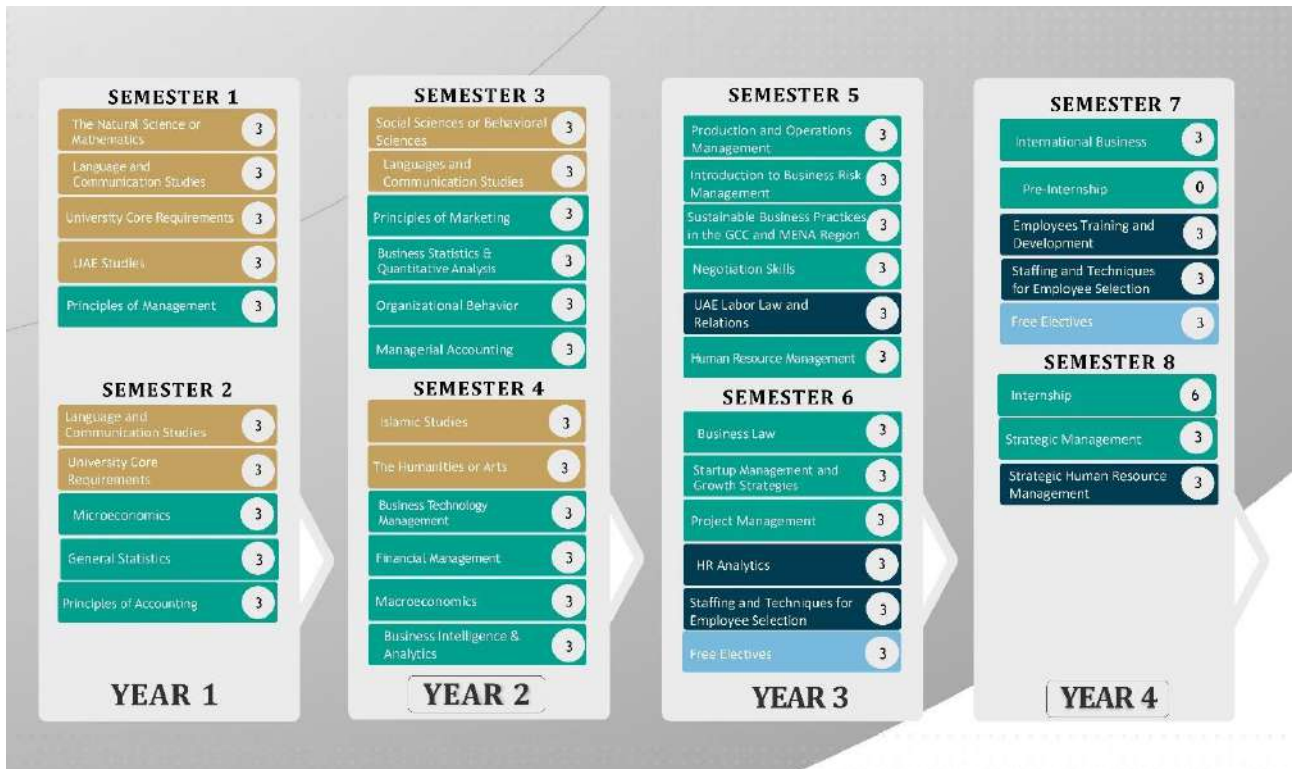 SEMESTER 1
The Natural Science or
Mathematics
3
Language and
Communication Studies
3
University Core Requirements
3
UAE Studies
3
Principles of Management
3
SEMESTER 2
Language and
Communication Studies
3
University Core
Requirements
3
Microeconomics
3
General Statistics
3
Principles of Accounting
3
YEAR 1
SEMESTER 3
Social Sciences or Behavioral
Sciences
3
Languages and
Communication Studies
3
Principles of Marketing
3
Business Statistics &
Quantitative Analysis
3
Organizational Behavior
3
Managerial Accounting
3
SEMESTER 4
Islamic Studies
3
The Humanities or Arts
3
Business Technology
Management
3
Financial Management
3
Macroeconomics
3
Business Intelligence &
Analytics
3
YEAR 2
SEMESTER 5
Production and Operations
Management
3
Introduction to Business Risk
Management
3
Sustainable Business Practices
in the GCC and MENA Region
3
Negotiation Skills
3
UAE Labor Law and
Relations
3
Human Resource Management
3
SEMESTER 6
Business Law
3
Startup Management and
Growth Strategies
3
Project Management
3
HR Analytics
3
Staffing and Techniques for
Employee Selection
3
Free Electives
3
YEAR 3
SEMESTER 7
International Business
3
Pre-Internship
0
Employees Training and
Development
3
Staffing and Techniques
for Employee Selection
3
Free Electives
3
SEMESTER 8
Internship
6
Strategic Management
3
Strategic Human Resource
Management
3
YEAR 4